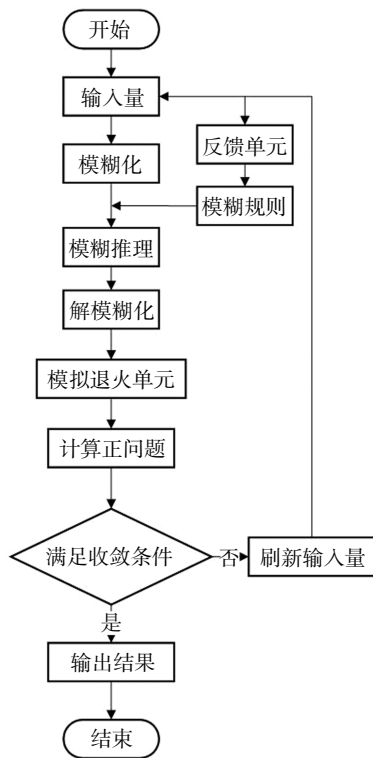 开始
输入量
反馈单元
模糊化
模糊规则
模糊推理
解模糊化
模拟退火单元
计算正问题
满足收敛条件
否
刷新输入量
是
输出结果
结束